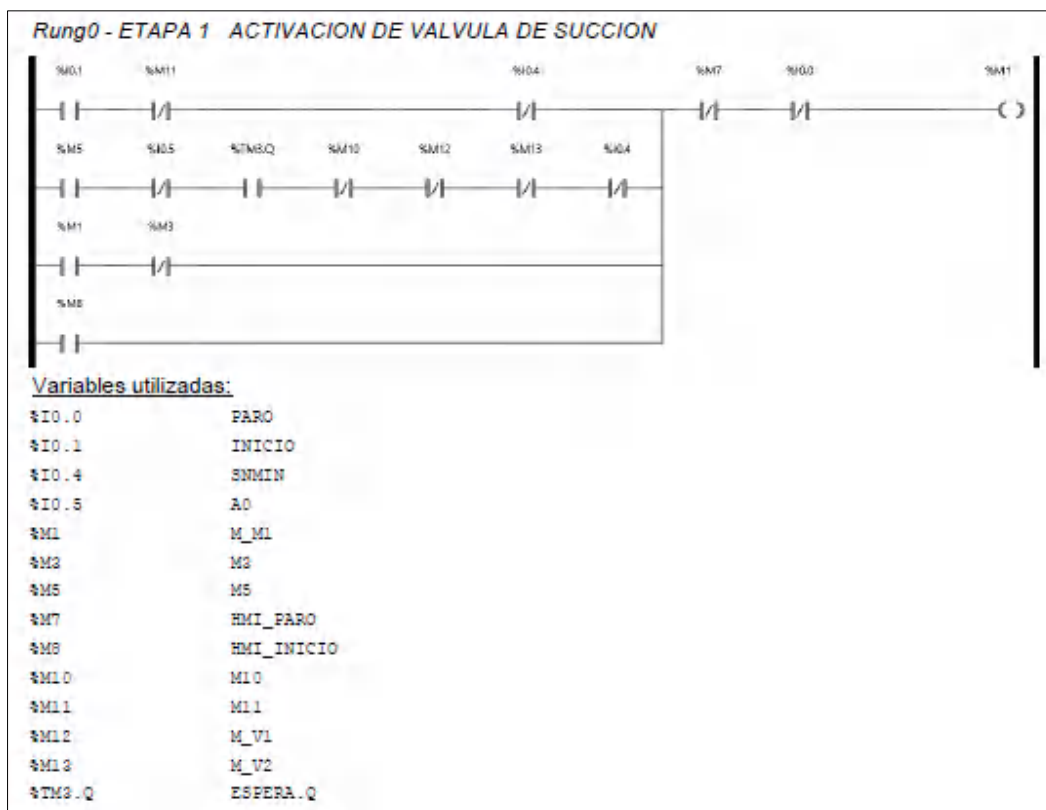 Rung0 - ETAPA 1 ACTIVACION DE VALVULA DE SUCCION
%I0.1 %M11 %I0.4 %M7 %I0.0 %M1
%M5 %I0.5 %TM3.Q %M10 %M12 %M13 %I0.4
%M1 %M3
%M8
Variables utilizadas:
%I0.0 PARO
%I0.1 INICIO
%I0.4 SNMIN
%I0.5 A0
%M1 M_M1
%M3 M3
%M5 M5
%M7 HMI_PARO
%M8 HMI_INICIO
%M10 M10
%M11 M11
%M12 M_V1
%M13 M_V2
%TM3.Q ESPERA.Q